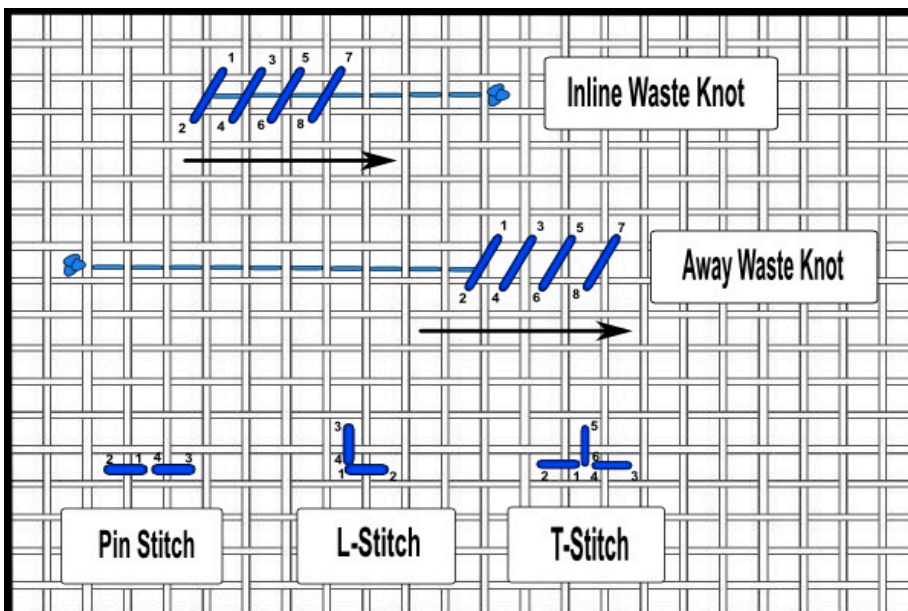 1 3 5 7
Inline Waste Knot
2 4 6 8
1 3 5 7
Away Waste Knot
2 4 6 8
3 5
2 1 4 3 4 6
1 2 2 1 4 3
Pin Stitch
L-Stitch
T-Stitch